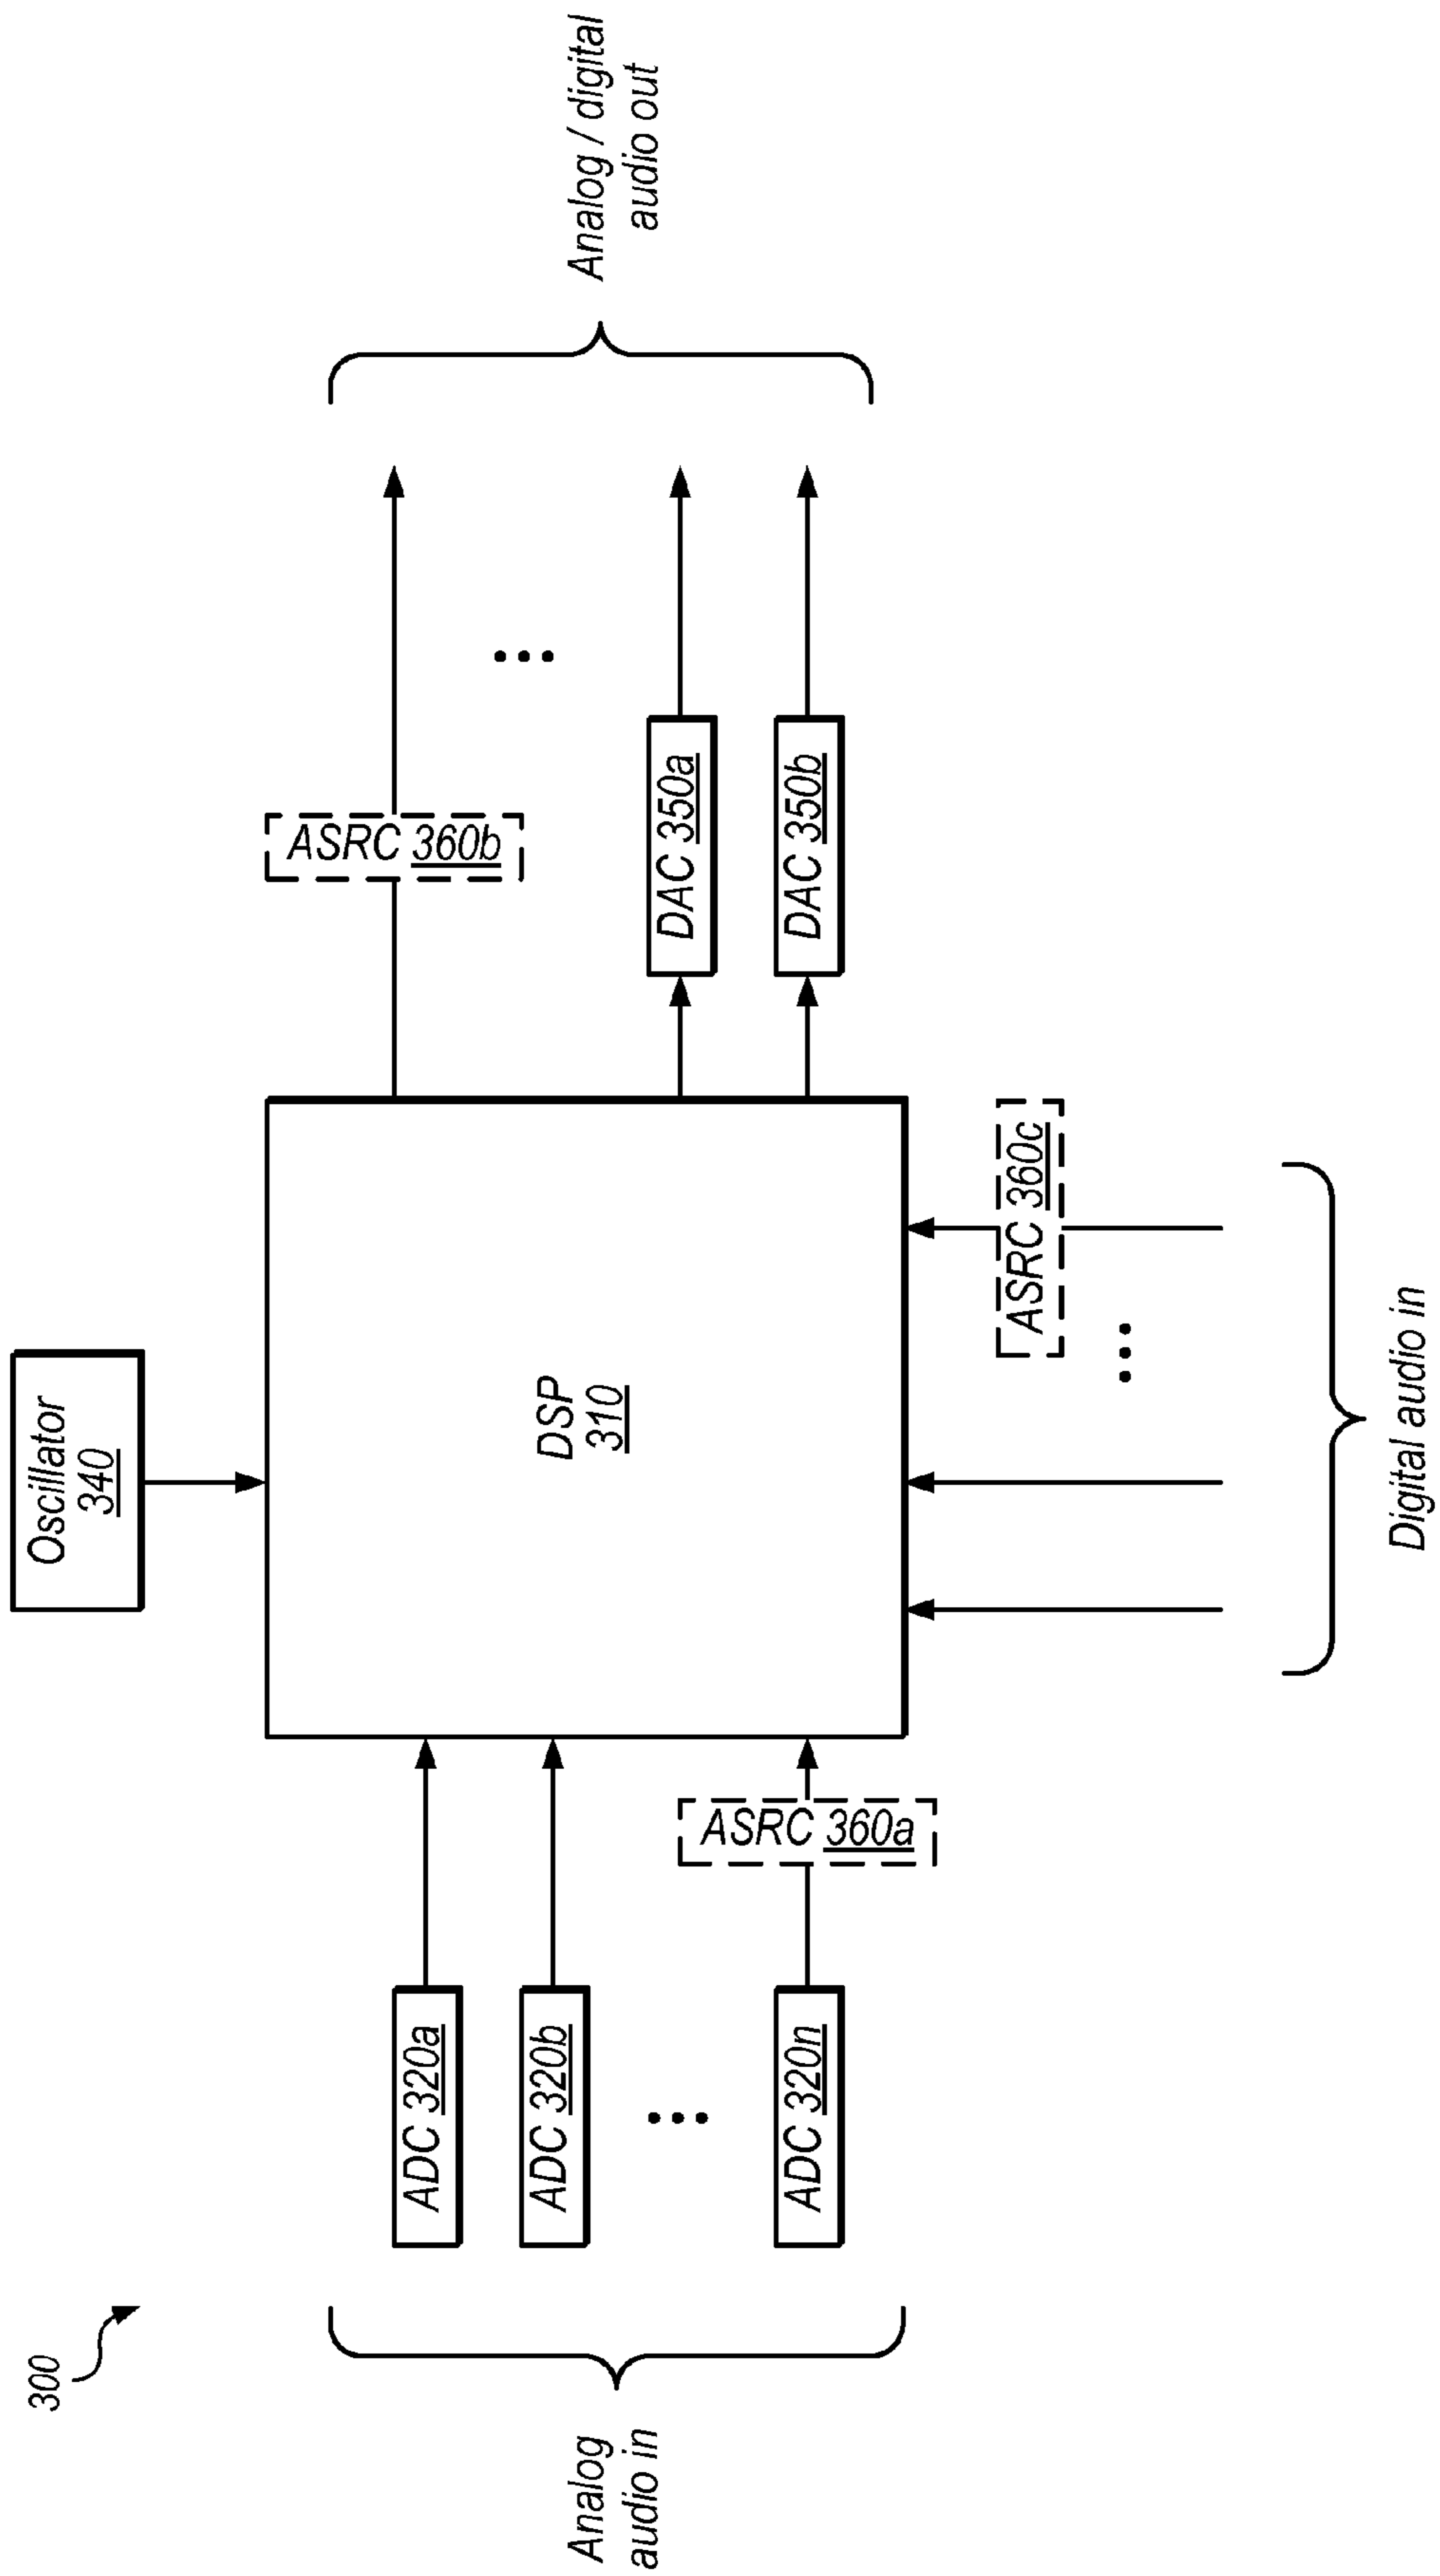 300
Oscillator
340
Analog
audio in
ADC 320a
ADC 320b
ADC 320n
ASRC 360a
DSP
310
ASRC 360b
DAC 350a
DAC 350b
Analog / digital
audio out
ASRC 360c
Digital audio in